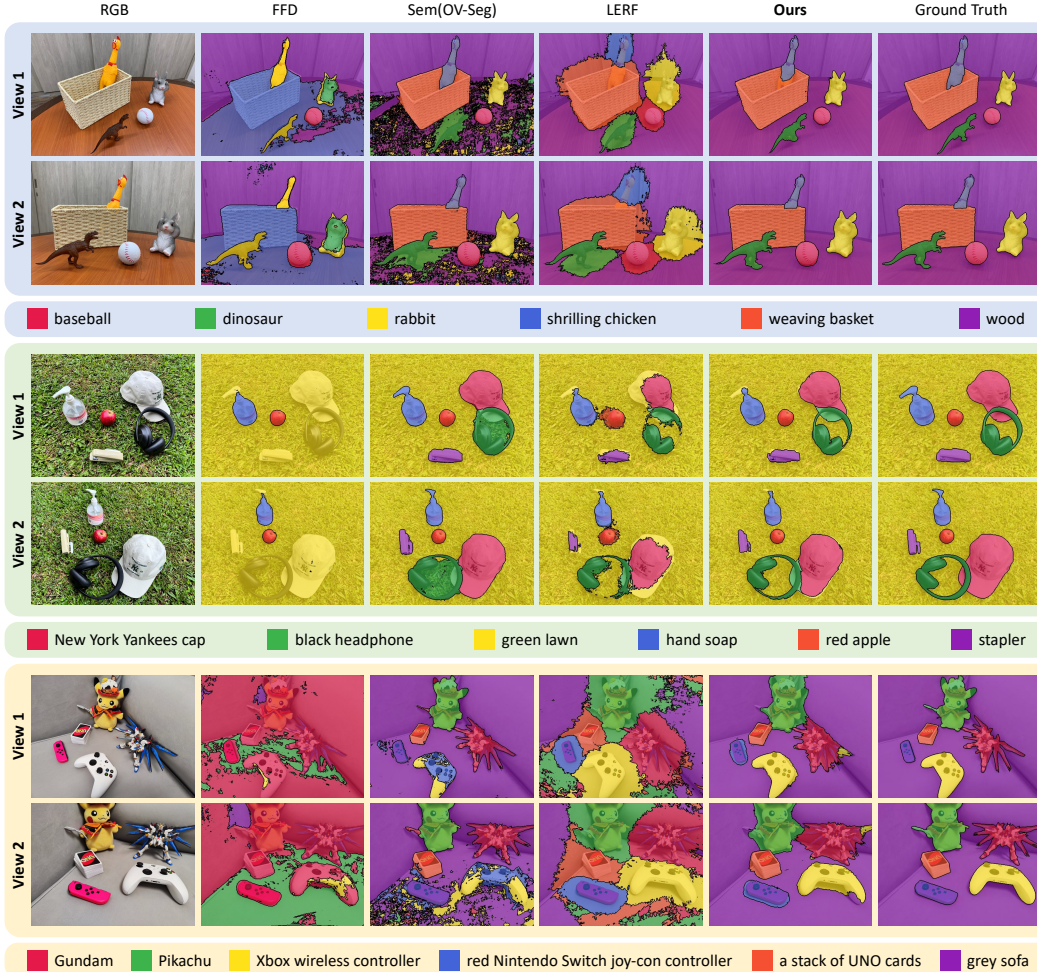 RGB FFD Sem(OV-Seg) LERF Ours Ground Truth
View 1
View 2
baseball dinosaur rabbit shrilling chicken weaving basket wood
View 1
View 2
New York Yankees cap black headphone green lawn hand soap red apple stapler
View 1
View 2
Gundam Pikachu Xbox wireless controller red Nintendo Switch joy-con controller a stack of UNO cards grey sofa